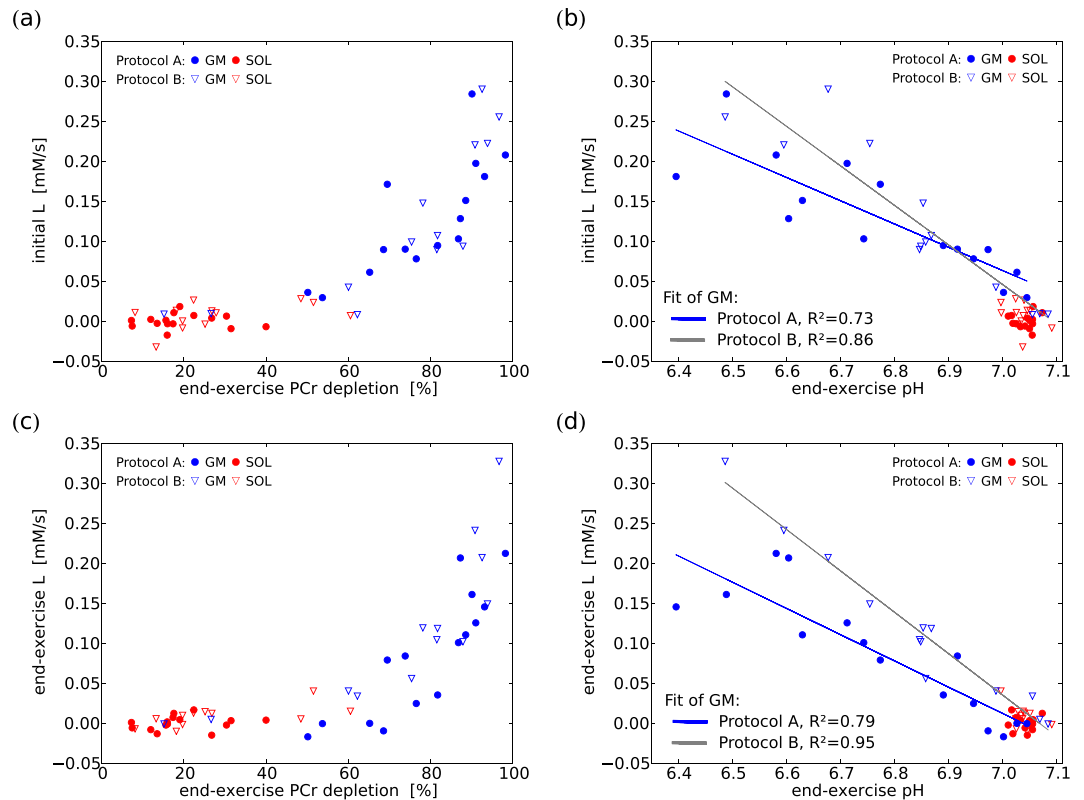 (a)
0.35
0.30
0.25
0.20
0.15
0.10
0.05
0.00
−0.05
initial L [mM/s]
Protocol A: GM SOL
Protocol B: GM SOL
0 20 40 60 80 100
end-exercise PCr depletion [%]
(b)
0.35
0.30
0.25
0.20
0.15
0.10
0.05
0.00
−0.05
initial L [mM/s]
Protocol A: GM SOL
Protocol B: GM SOL
Fit of GM:
Protocol A, R²=0.73
Protocol B, R²=0.86
6.4 6.5 6.6 6.7 6.8 6.9 7.0 7.1
end-exercise pH
(c)
0.35
0.30
0.25
0.20
0.15
0.10
0.05
0.00
−0.05
end-exercise L [mM/s]
Protocol A: GM SOL
Protocol B: GM SOL
0 20 40 60 80 100
end-exercise PCr depletion [%]
(d)
0.35
0.30
0.25
0.20
0.15
0.10
0.05
0.00
−0.05
end-exercise L [mM/s]
Protocol A: GM SOL
Protocol B: GM SOL
Fit of GM:
Protocol A, R²=0.79
Protocol B, R²=0.95
6.4 6.5 6.6 6.7 6.8 6.9 7.0 7.1
end-exercise pH